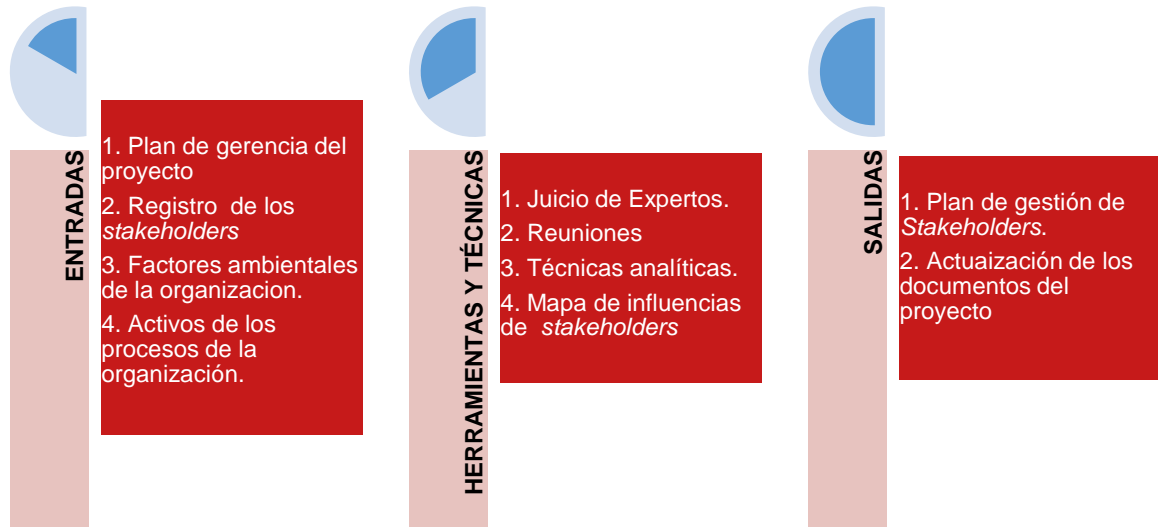 ENTRADAS
1. Plan de gerencia del
proyecto
2. Registro de los
stakeholders
3. Factores ambientales
de la organizacion.
4. Activos de los
procesos de la
organización.
HERRAMIENTAS Y TÉCNICAS
1. Juicio de Expertos.
2. Reuniones
3. Técnicas analíticas.
4. Mapa de influencias
de stakeholders
SALIDAS
1. Plan de gestión de
Stakeholders.
2. Actuaización de los
documentos del
proyecto